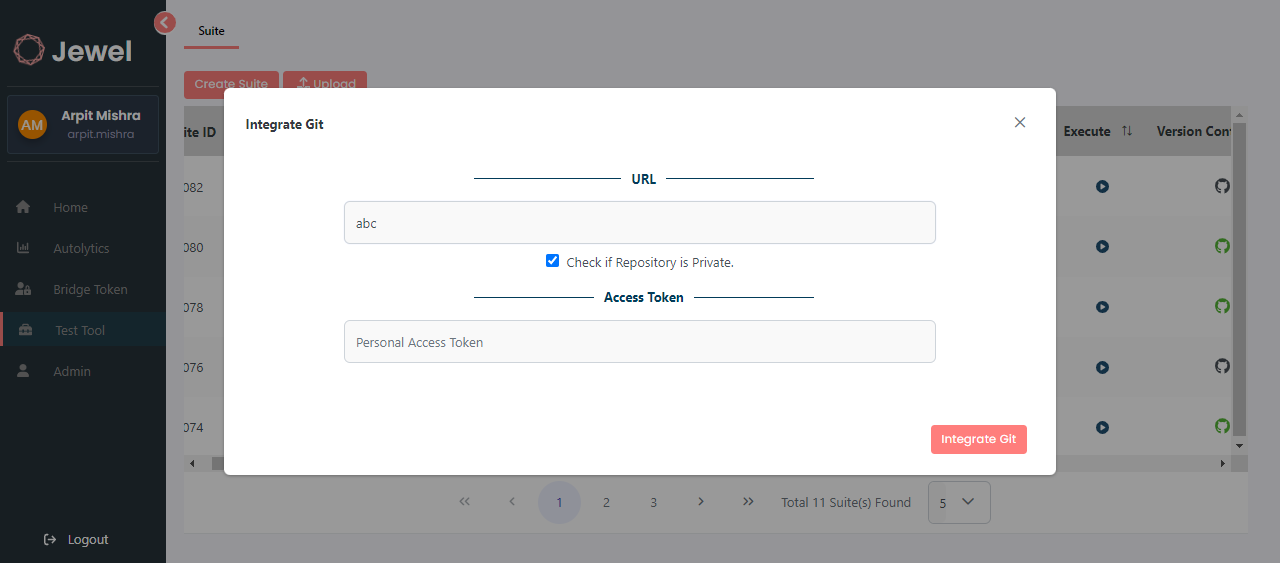 Jewel
AM
Arpit Mishra
arpit.mishra
Home
Autolytics
Bridge Token
Test Tool
Admin
Logout
Suite
Create Suite
Upload
ite ID
Execute
Version Con
082
080
078
076
074
Integrate Git
URL
abc
Check if Repository is Private.
Access Token
Personal Access Token
Integrate Git
1 2 3 Total 11 Suite(s) Found 5